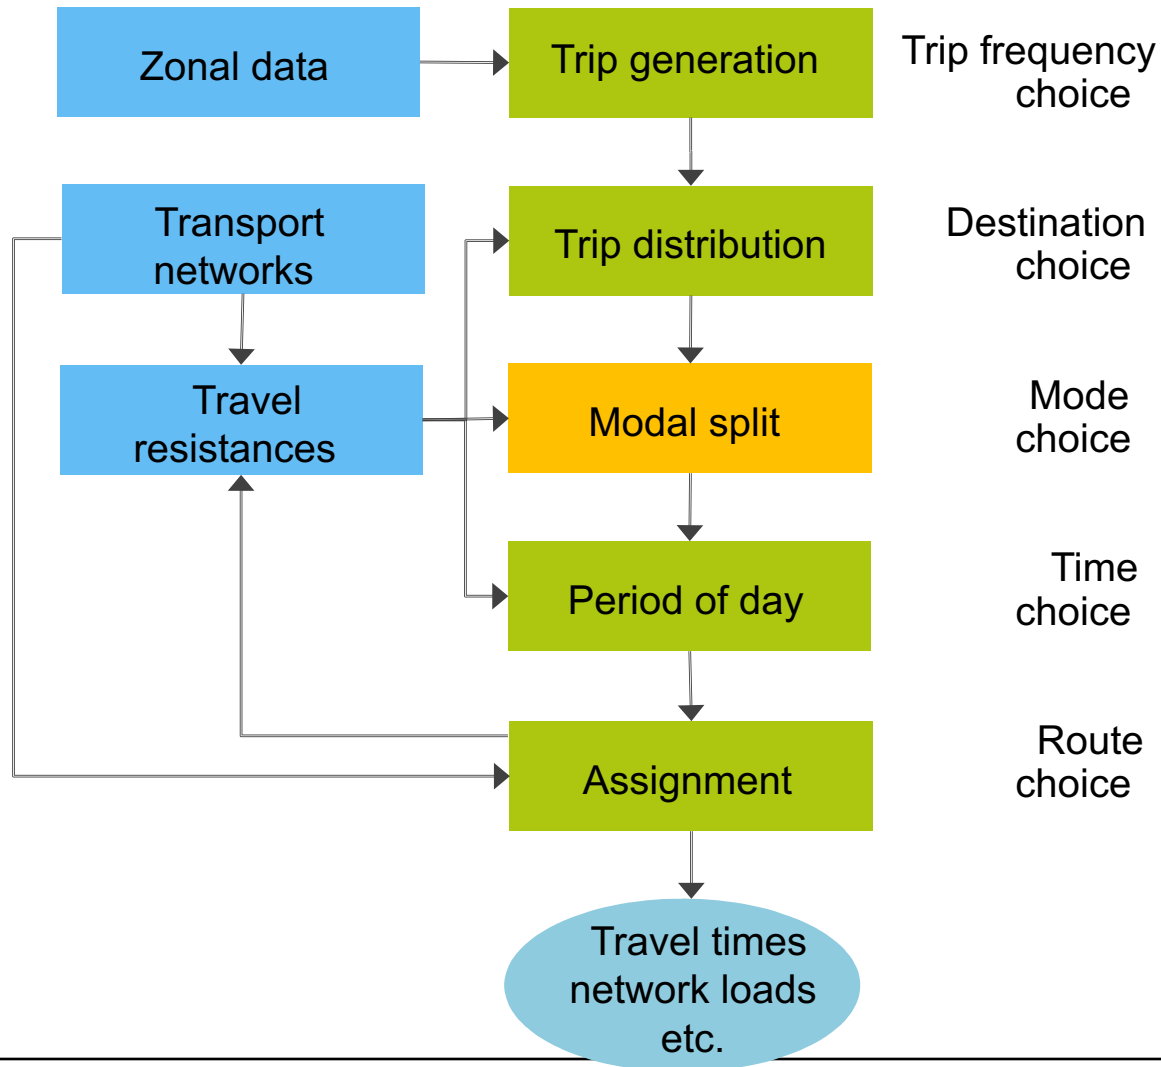 Zonal data
Trip generation
Trip frequency
choice
Transport
networks
Trip distribution
Destination
choice
Travel
resistances
Modal split
Mode
choice
Period of day
Time
choice
Assignment
Route
choice
Travel times
network loads
etc.